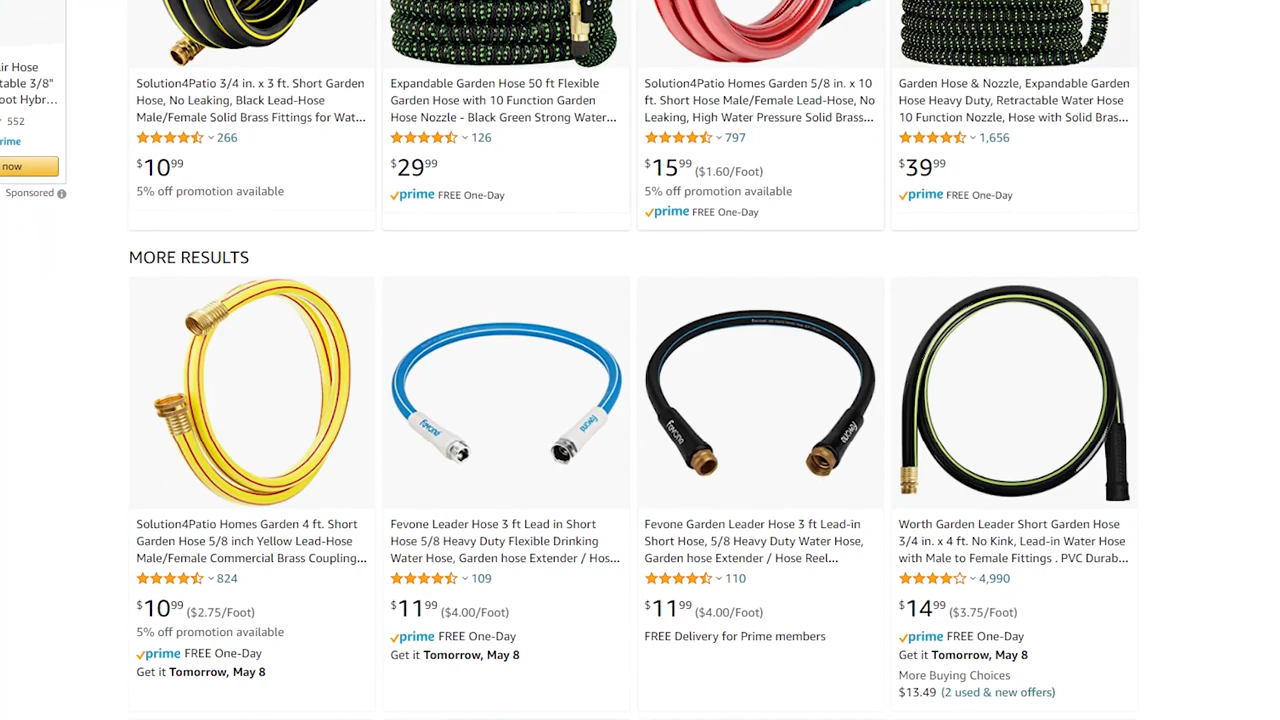 ir Hose
table 3/8"
oot Hybr...
552
rime
now
Sponsored
Solution4Patio 3/4 in. x 3 ft. Short Garden
Hose, No Leaking, Black Lead-Hose
Male/Female Solid Brass Fittings for Wat...
266
$10.99
5% off promotion available
Expandable Garden Hose 50 ft Flexible
Garden Hose with 10 Function Garden
Hose Nozzle - Black Green Strong Water...
126
$29.99
prime FREE One-Day
Solution4Patio Homes Garden 5/8 in. x 10
ft. Short Hose Male/Female Lead-Hose, No
Leaking, High Water Pressure Solid Brass...
797
$15.99 ($1.60/Foot)
5% off promotion available
prime FREE One-Day
Garden Hose & Nozzle, Expandable Garden
Hose Heavy Duty, Retractable Water Hose
10 Function Nozzle, Hose with Solid Bras...
1,656
$39.99
prime FREE One-Day
MORE RESULTS
Fevone
Fevone
Fevone
Fevone
Solution4Patio Homes Garden 4 ft. Short
Garden Hose 5/8 inch Yellow Lead-Hose
Male/Female Commercial Brass Coupling...
824
$10.99 ($2.75/Foot)
5% off promotion available
prime FREE One-Day
Get it Tomorrow, May 8
Fevone Leader Hose 3 ft Lead in Short
Hose 5/8 Heavy Duty Flexible Drinking
Water Hose, Garden hose Extender / Hos...
109
$11.99 ($4.00/Foot)
prime FREE One-Day
Get it Tomorrow, May 8
Fevone Garden Leader Hose 3 ft Lead-in
Short Hose, 5/8 Heavy Duty Water Hose,
Garden hose Extender / Hose Reel...
110
$11.99 ($4.00/Foot)
FREE Delivery for Prime members
Worth Garden Leader Short Garden Hose
3/4 in. x 4 ft. No Kink, Lead-in Water Hose
with Male to Female Fittings . PVC Durab...
4,990
$14.99 ($3.75/Foot)
prime FREE One-Day
Get it Tomorrow, May 8
More Buying Choices
$13.49 (2 used & new offers)